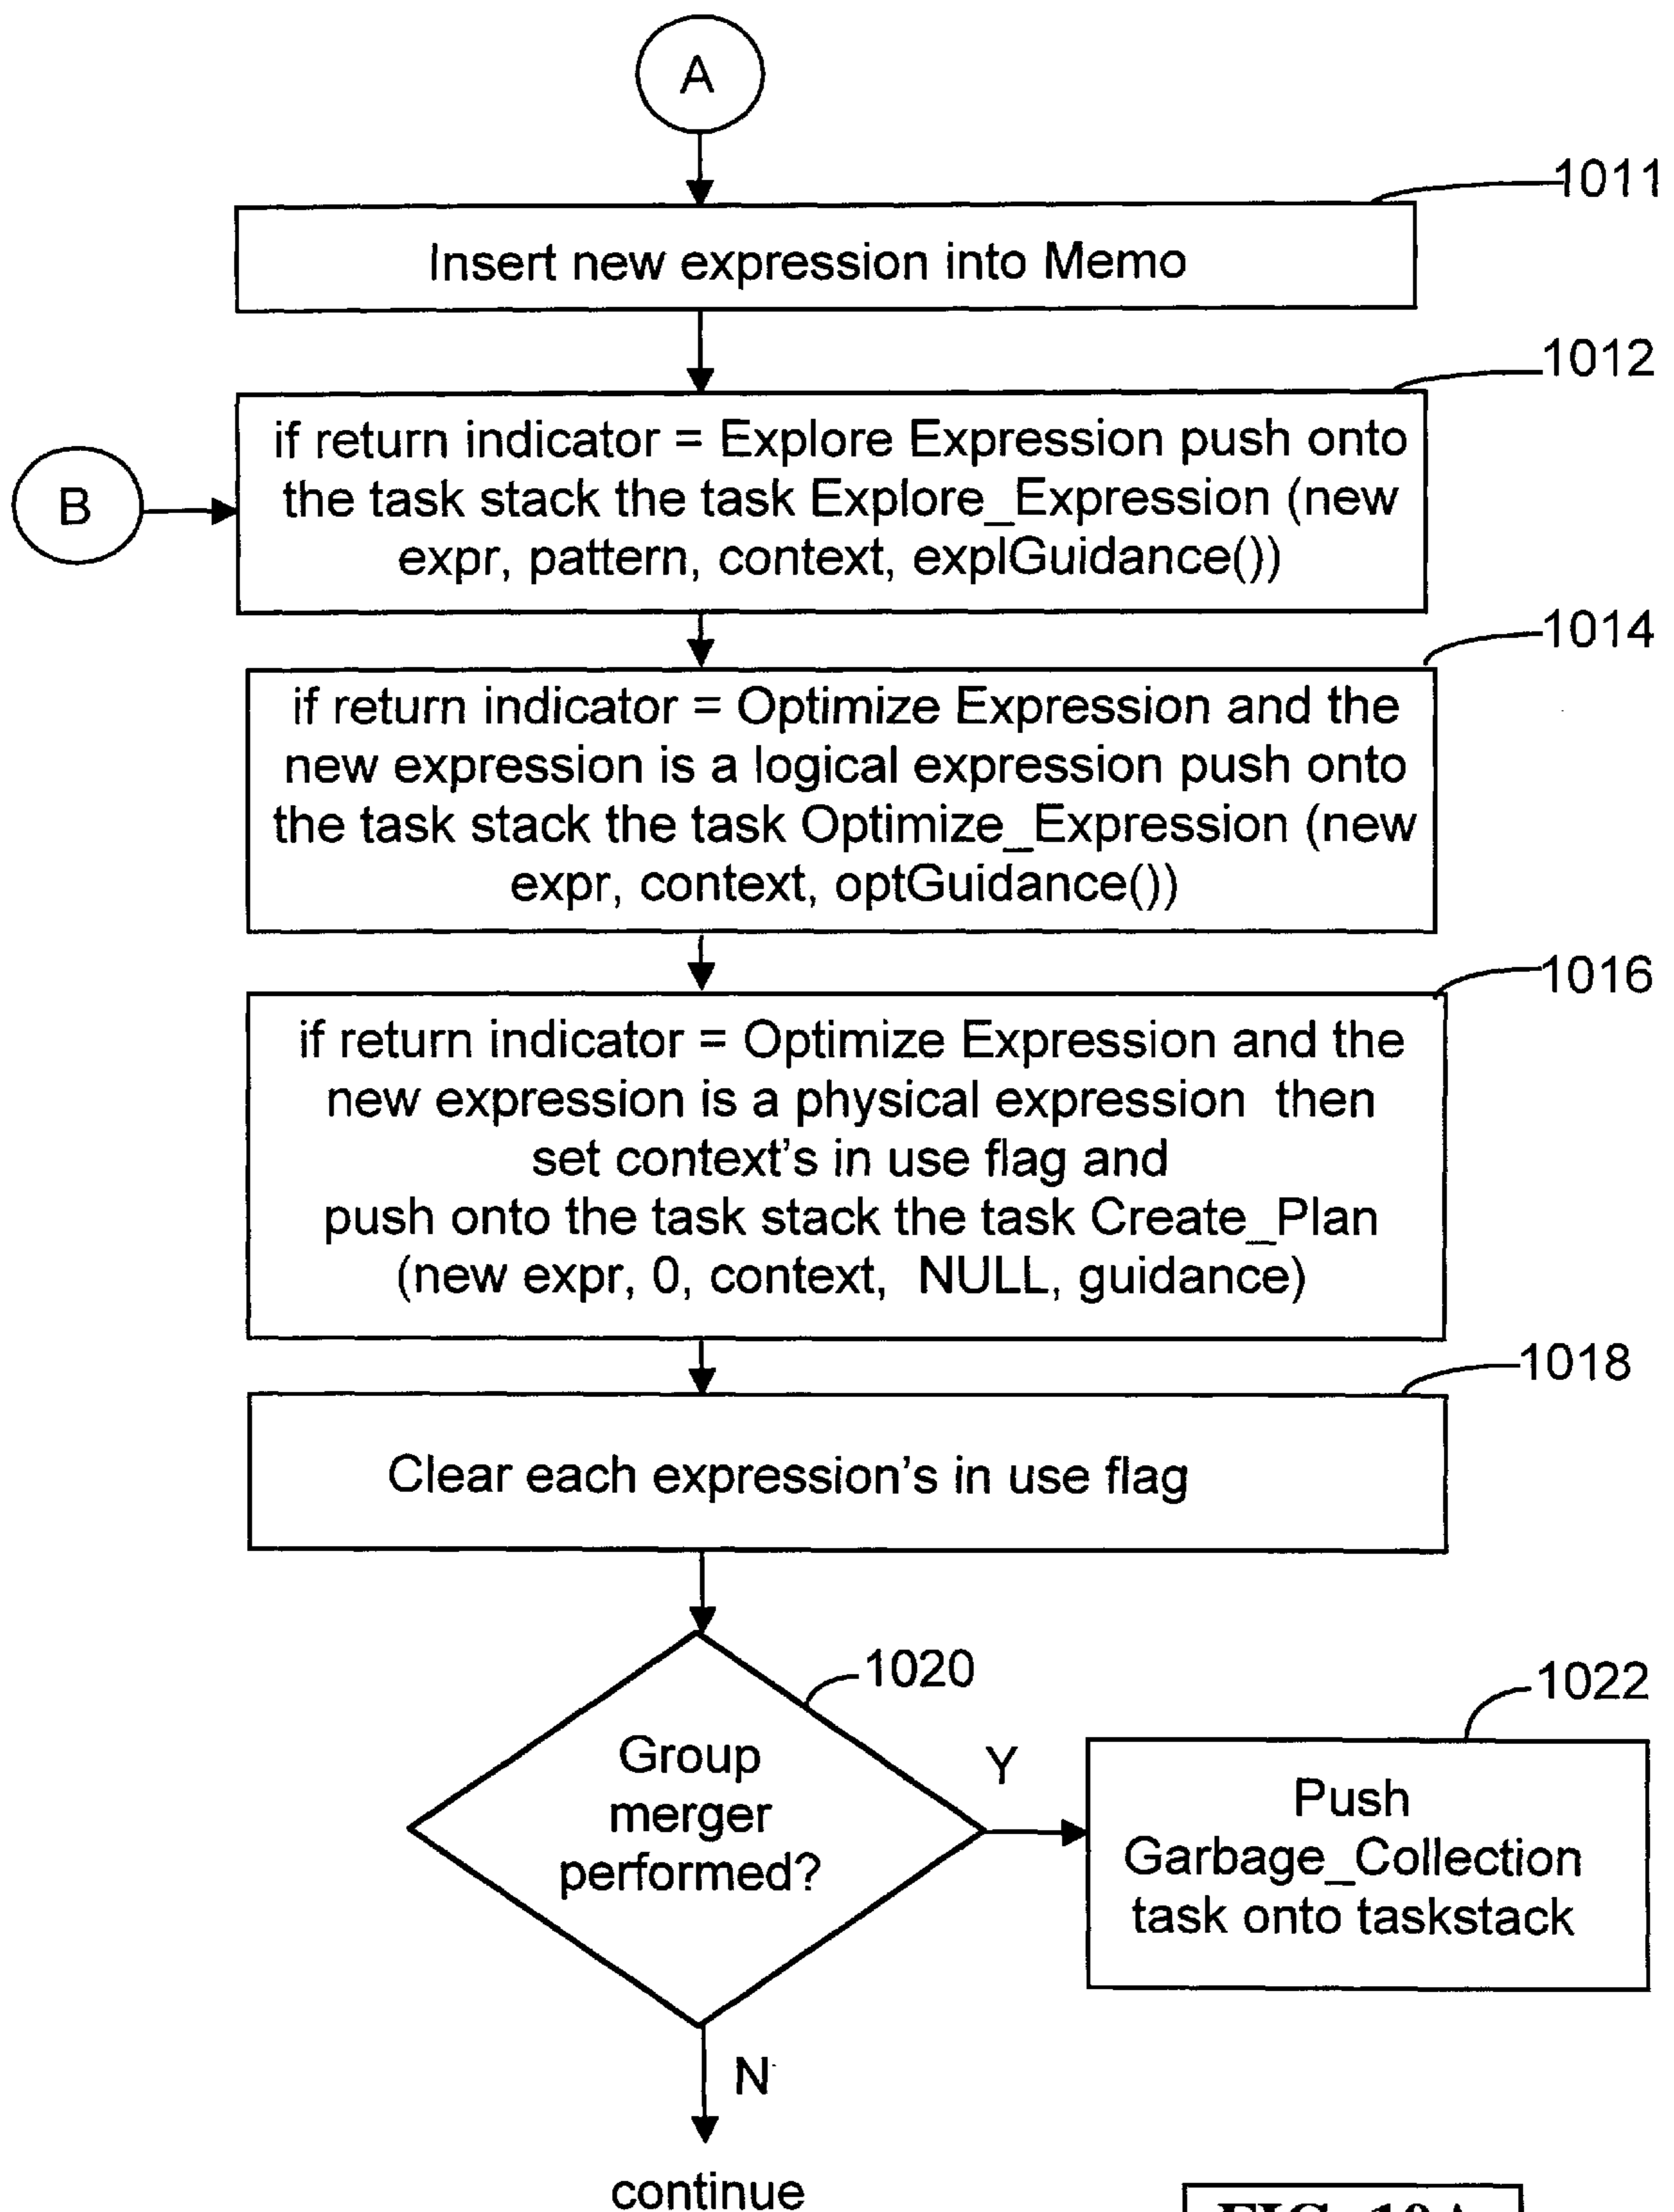 A
1011
Insert new expression into Memo
1012
if return indicator = Explore Expression push onto
the task stack the task Explore_Expression (new
expr, pattern, context, explGuidance())
B
1014
if return indicator = Optimize Expression and the
new expression is a logical expression push onto
the task stack the task Optimize_Expression (new
expr, context, optGuidance())
1016
if return indicator = Optimize Expression and the
new expression is a physical expression then
set context's in use flag and
push onto the task stack the task Create_Plan
(new expr, 0, context, NULL, guidance)
1018
Clear each expression's in use flag
1020
Group
merger
performed?
Y
1022
Push
Garbage_Collection
task onto taskstack
N
continue
FIG. 10A